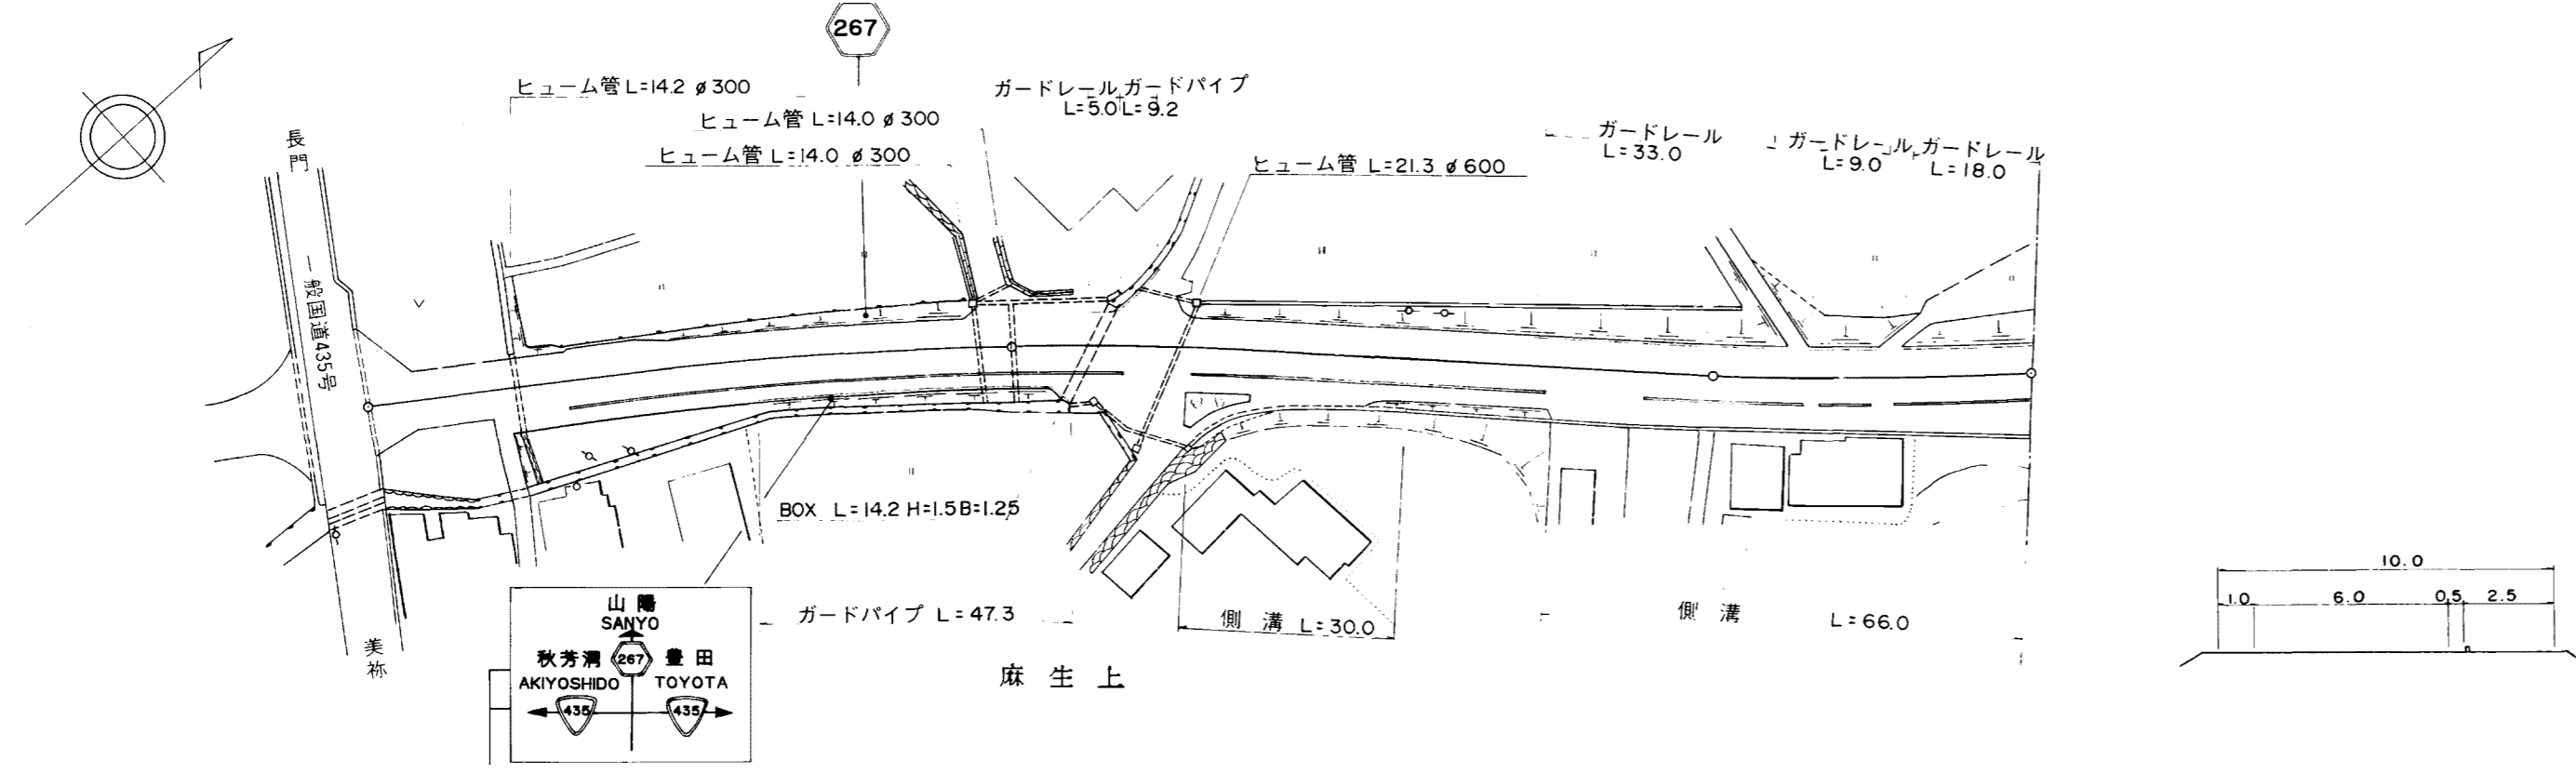 267
ヒューム管 L=14.2 ø300
ガードレール ガードパイプ
L=5.0 L=9.2
ヒューム管 L=14.0 ø300
ヒューム管 L=14.0 ø300
ヒューム管 L=21.3 ø600
ガードレール
L=33.0
ガードレール ガードレール
L=9.0 L=18.0
長門
一般国道435号
美祢
BOX L=14.2 H=1.5 B=1.25
ガードパイプ L=47.3
側溝 L=30.0
側溝 L=66.0
麻生上
山陽
SANYO
秋芳洞 267 豊田
AKIYOSHIDO TOYOTA
435 435
10.0
1.0 6.0 0.5 2.5